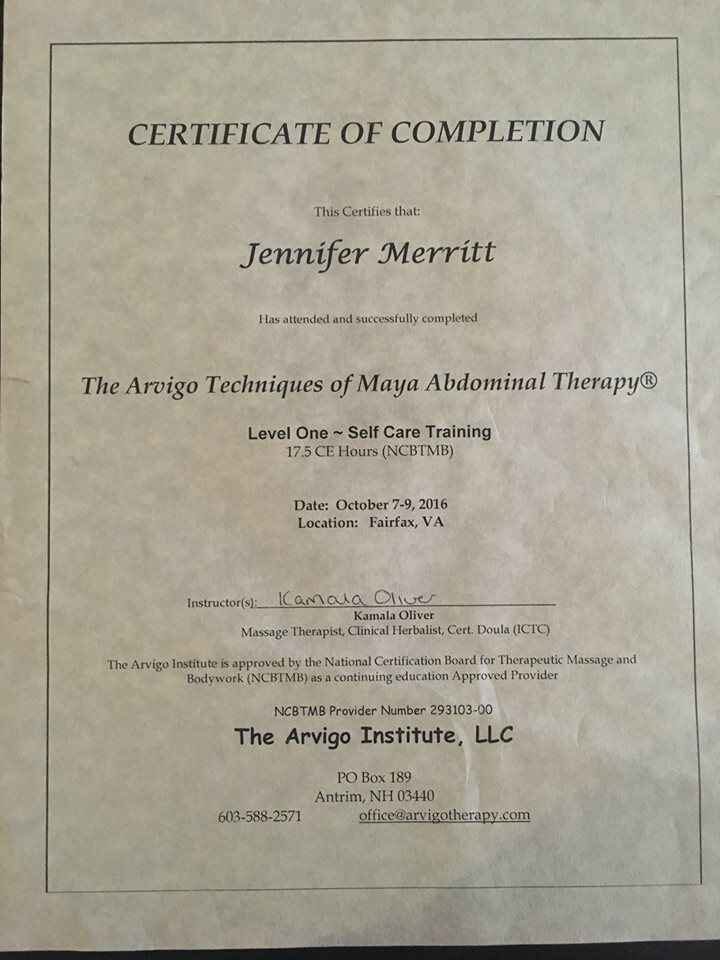 CERTIFICATE OF COMPLETION
This Certifies that:
Jennifer Merritt
Has attended and successfully completed
The Arvigo Techniques of Maya Abdominal Therapy®
Level One ~ Self Care Training
17.5 CE Hours (NCBTMB)
Date: October 7-9, 2016
Location: Fairfax, VA
Instructor(s): Kamala Oliver
Kamala Oliver
Massage Therapist, Clinical Herbalist, Cert. Doula (ICTC)
The Arvigo Institute is approved by the National Certification Board for Therapeutic Massage and
Bodywork (NCBTMB) as a continuing education Approved Provider
NCBTMB Provider Number 293103-00
The Arvigo Institute, LLC
PO Box 189
Antrim, NH 03440
603-588-2571 office@arvigotherapy.com